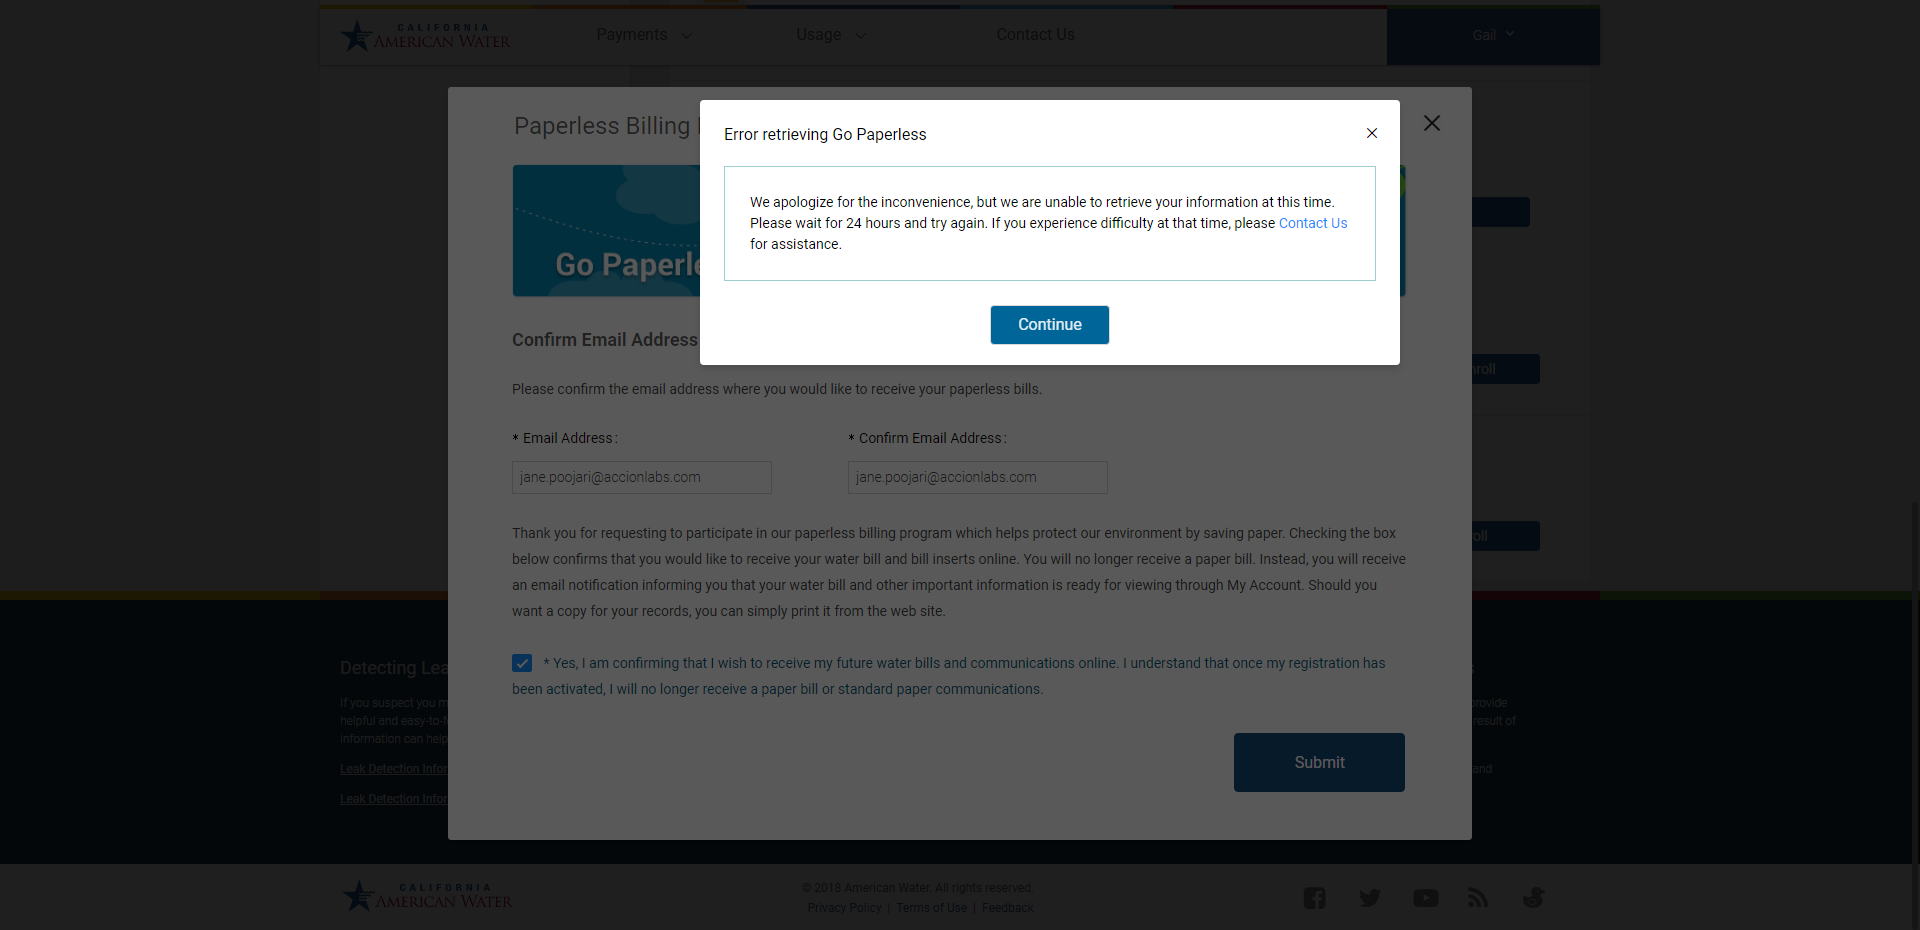 CALIFORNIA
AMERICAN WATER
Payments
Usage
Contact Us
Gail
Paperless Billing
Error retrieving Go Paperless
We apologize for the inconvenience, but we are unable to retrieve your information at this time.
Please wait for 24 hours and try again. If you experience difficulty at that time, please Contact Us
for assistance.
Continue
Go Paperle
Confirm Email Address
Please confirm the email address where you would like to receive your paperless bills.
* Email Address:
* Confirm Email Address:
jane.poojari@accionlabs.com
jane.poojari@accionlabs.com
Thank you for requesting to participate in our paperless billing program which helps protect our environment by saving paper. Checking the box
below confirms that you would like to receive your water bill and bill inserts online. You will no longer receive a paper bill. Instead, you will receive
an email notification informing you that your water bill and other important information is ready for viewing through My Account. Should you
want a copy for your records, you can simply print it from the web site.
* Yes, I am confirming that I wish to receive my future water bills and communications online. I understand that once my registration has
been activated, I will no longer receive a paper bill or standard paper communications.
Submit
nroll
oll
Detecting Lea
If you suspect you m
helpful and easy-to-f
information can help
Leak Detection Infor
Leak Detection Infor
s
provide
result of
and
CALIFORNIA
AMERICAN WATER
© 2018 American Water. All rights reserved.
Privacy Policy | Terms of Use | Feedback